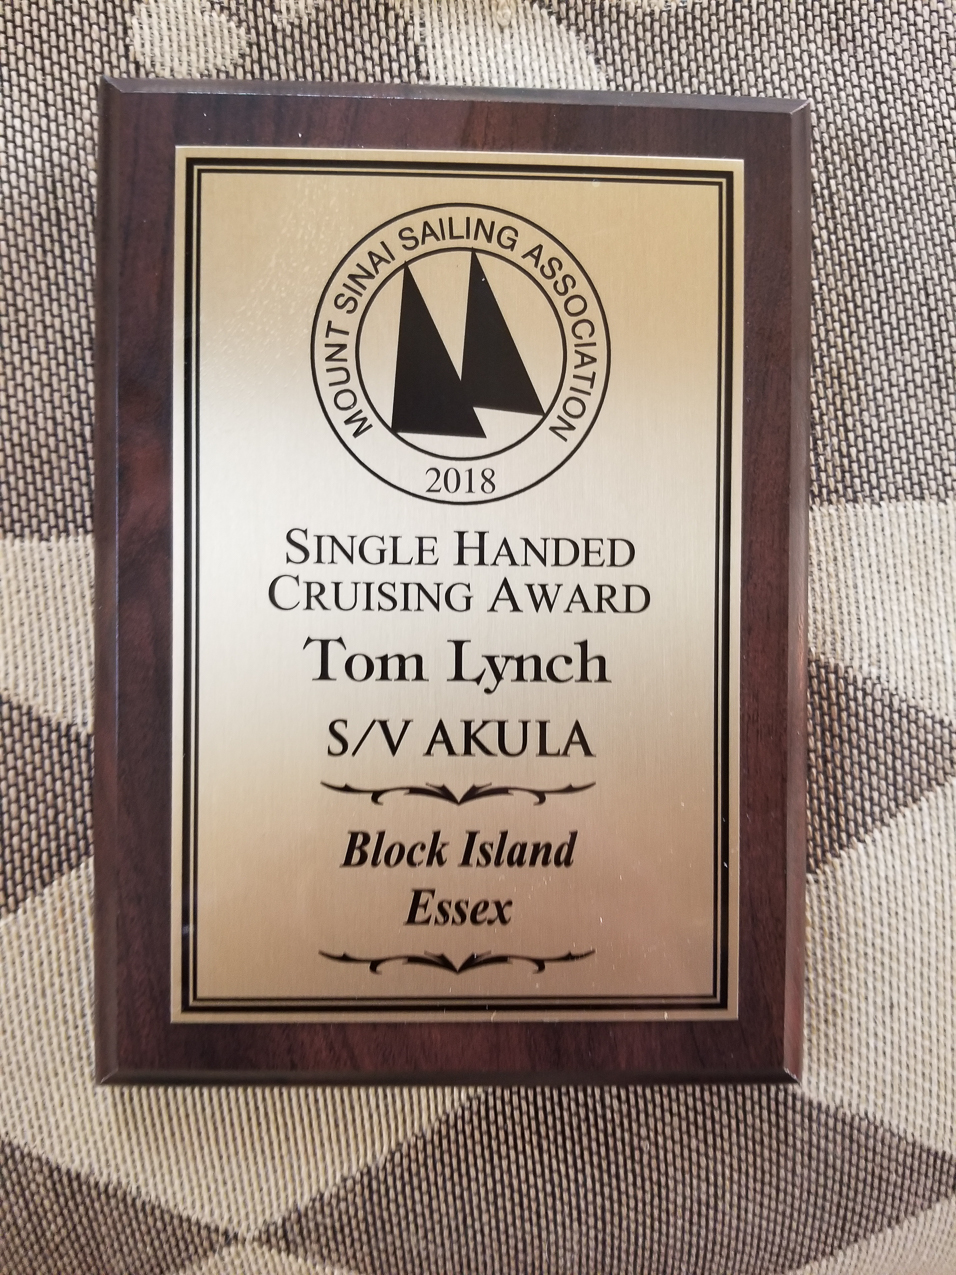 MOUNT SINAI SAILING ASSOCIATION
2018
SINGLE HANDED
CRUISING AWARD
Tom Lynch
S/V AKULA
Block Island
Essex